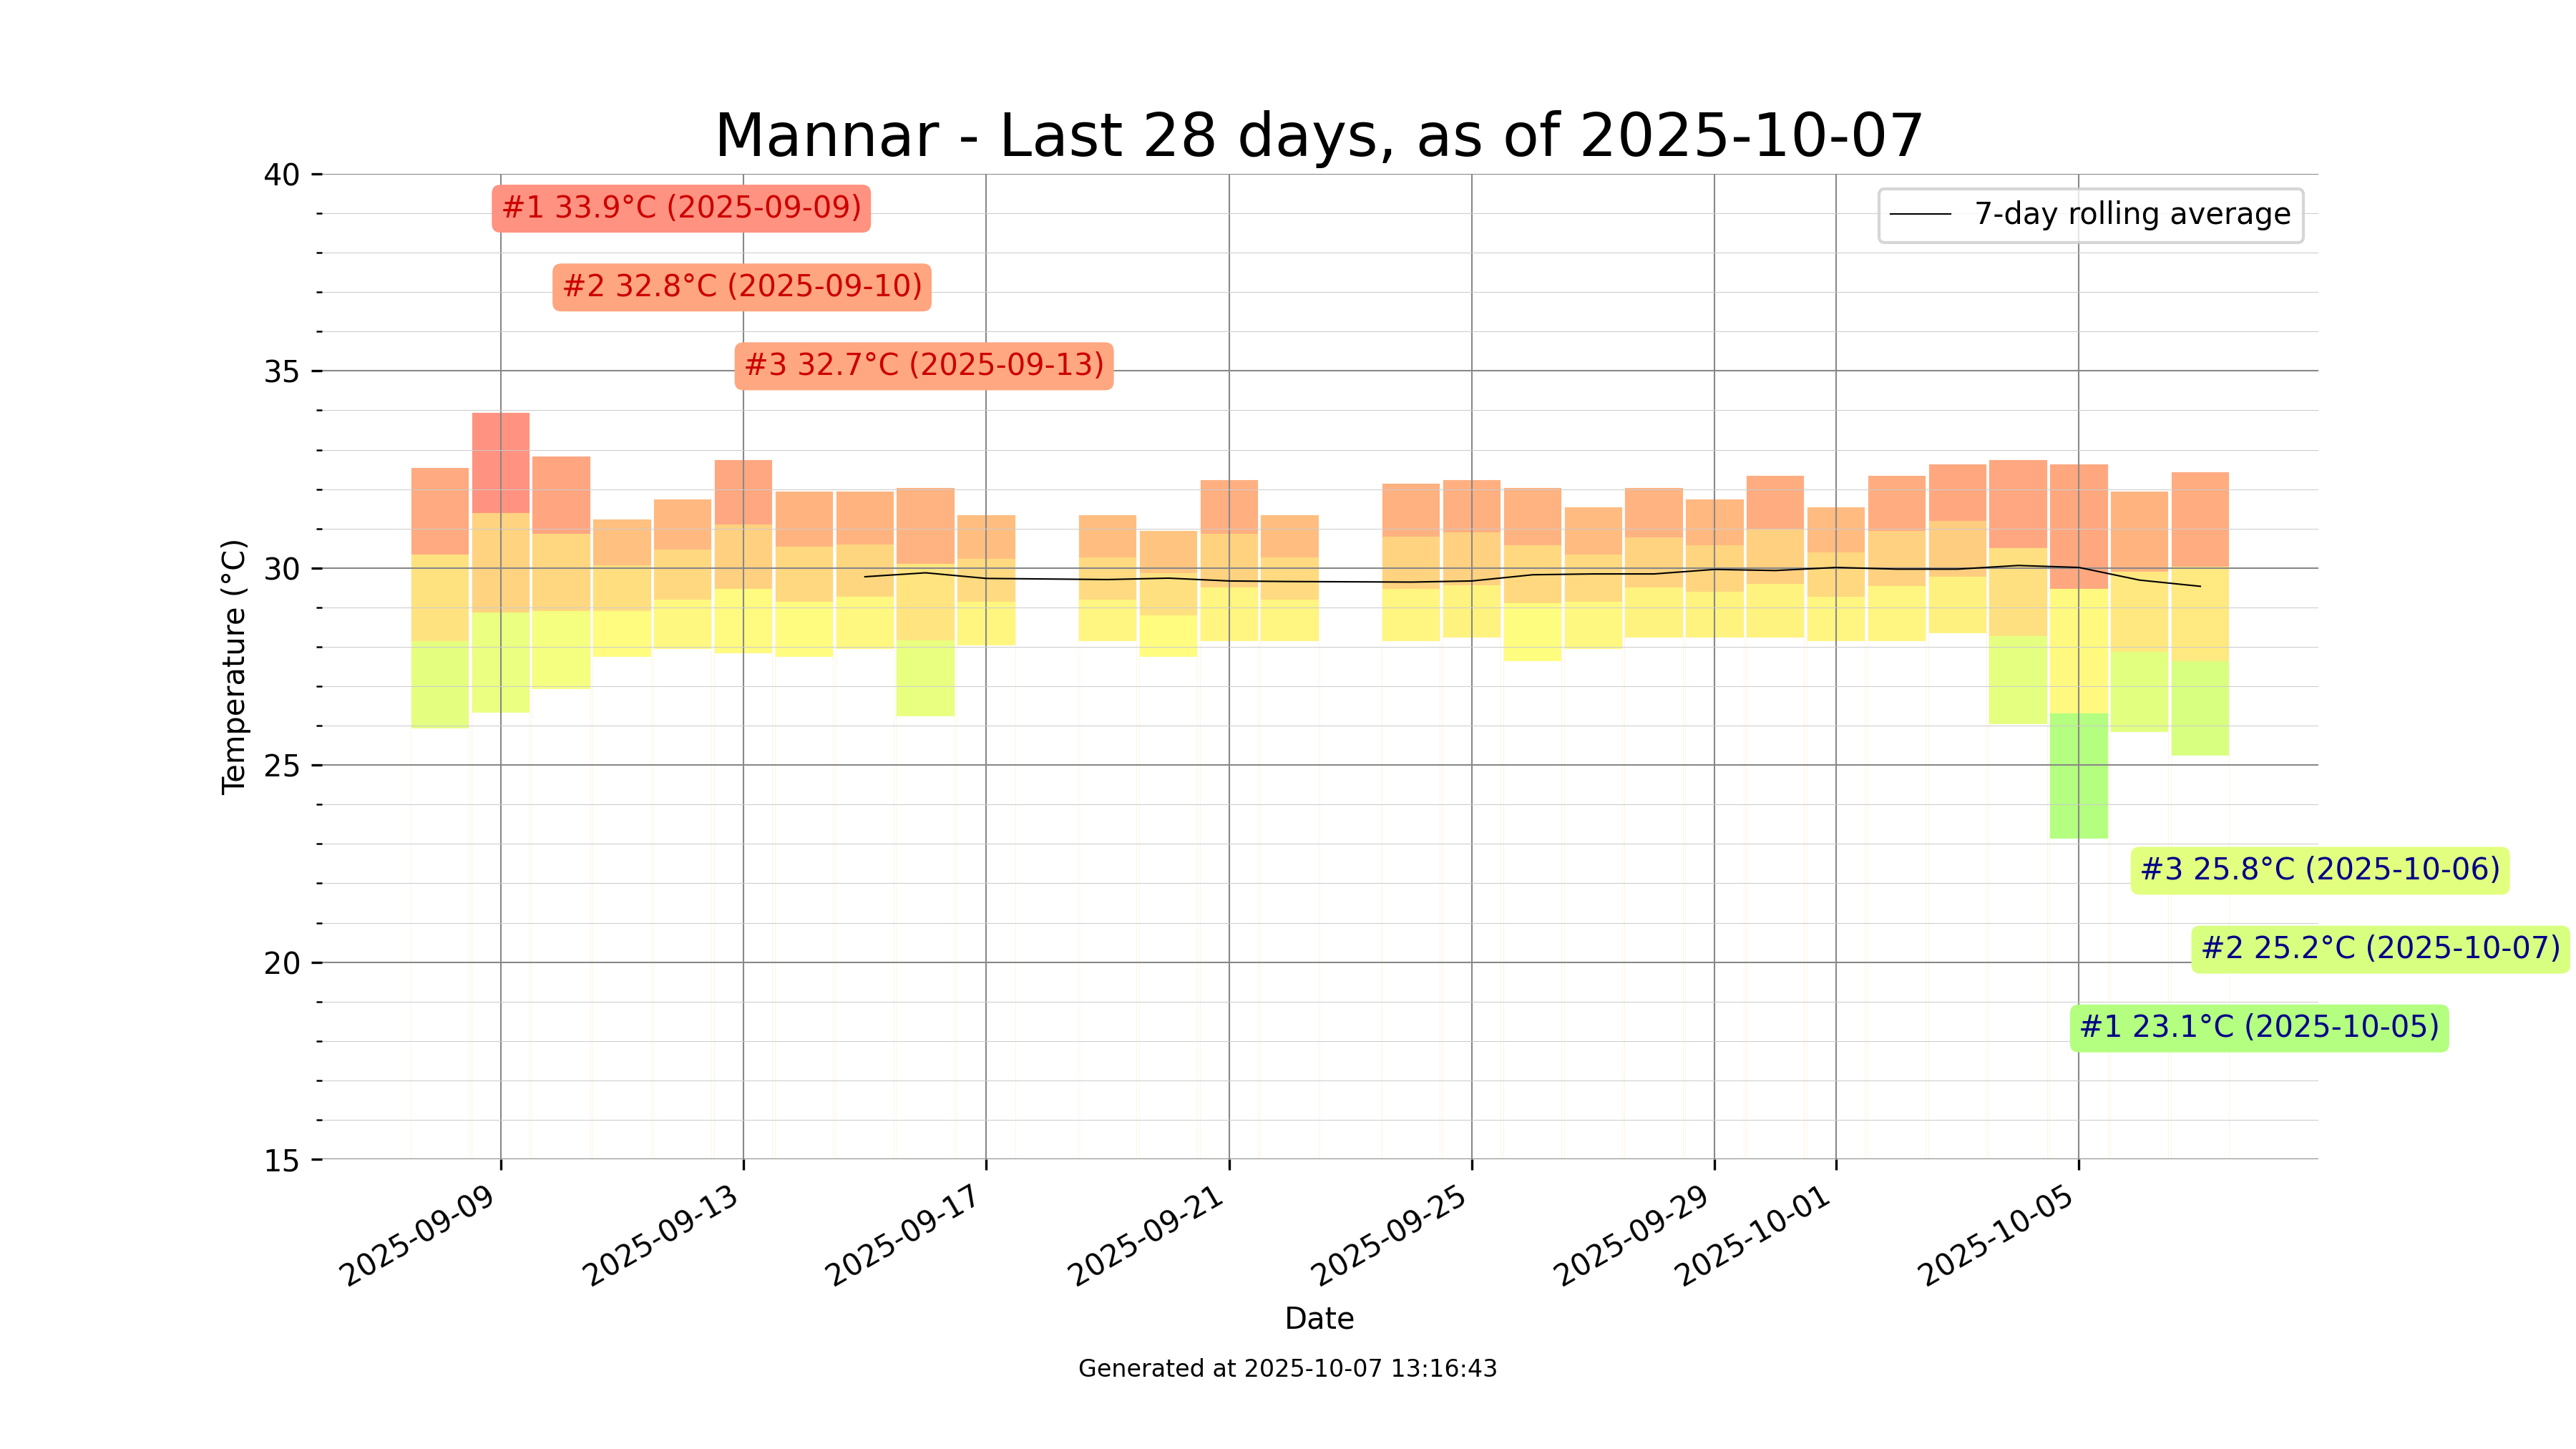 Mannar - Last 28 days, as of 2025-10-07
40
#1 33.9°C (2025-09-09)
7-day rolling average
#2 32.8°C (2025-09-10)
#3 32.7°C (2025-09-13)
35
30
Temperature (°C)
25
#3 25.8°C (2025-10-06)
#2 25.2°C (2025-10-07)
20
#1 23.1°C (2025-10-05)
15
2025-09-09
2025-09-13
2025-09-17
2025-09-21
2025-09-25
2025-09-29
2025-10-01
2025-10-05
Date
Generated at 2025-10-07 13:16:43